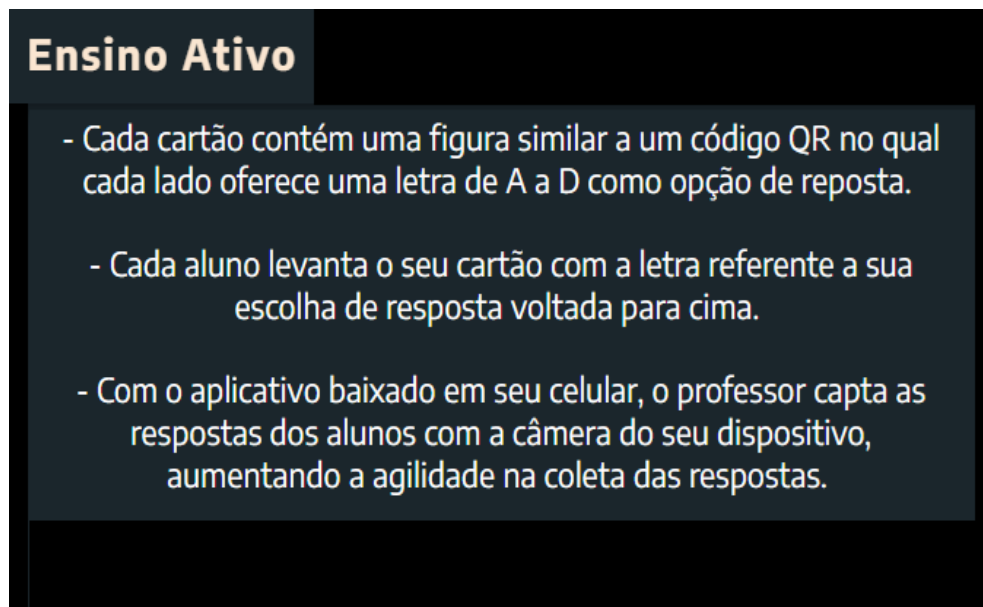 Ensino Ativo
- Cada cartão contém uma figura similar a um código QR no qual
cada lado oferece uma letra de A a D como opção de reposta.
- Cada aluno levanta o seu cartão com a letra referente a sua
escolha de resposta voltada para cima.
- Com o aplicativo baixado em seu celular, o professor capta as
respostas dos alunos com a câmera do seu dispositivo,
aumentando a agilidade na coleta das respostas.